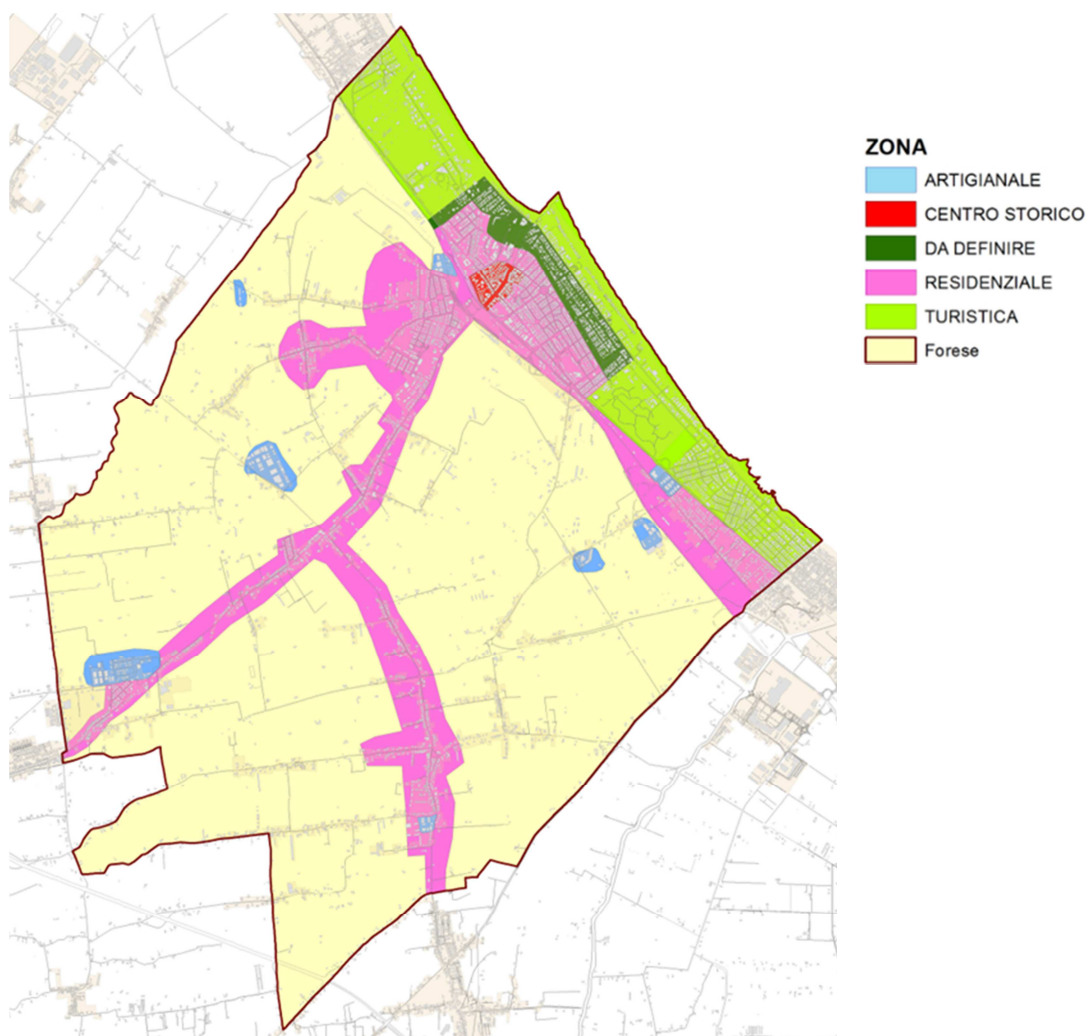 ZONA
ARTIGIANALE
CENTRO STORICO
DA DEFINIRE
RESIDENZIALE
TURISTICA
Forese